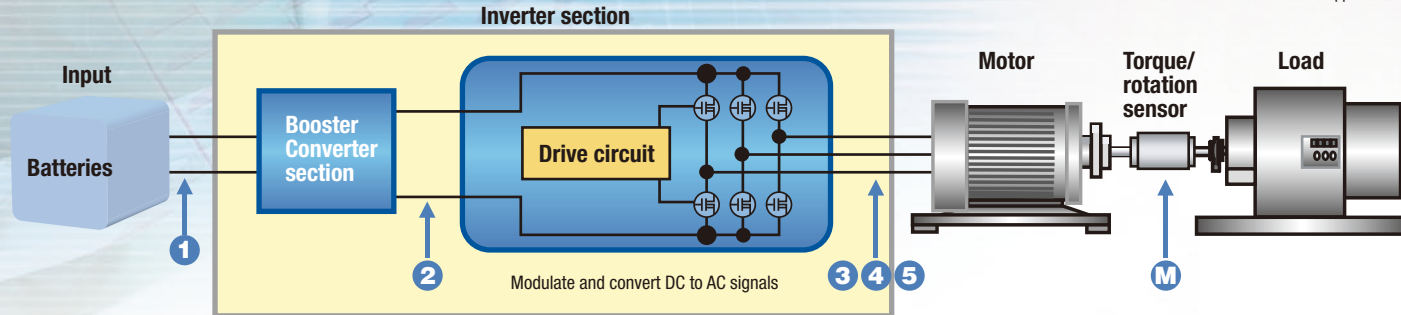 Inverter section
Input
Batteries
Booster
Converter
section
Drive circuit
Modulate and convert DC to AC signals
Motor
Torque/
rotation
sensor
Load
1
2
3 4 5
M
000